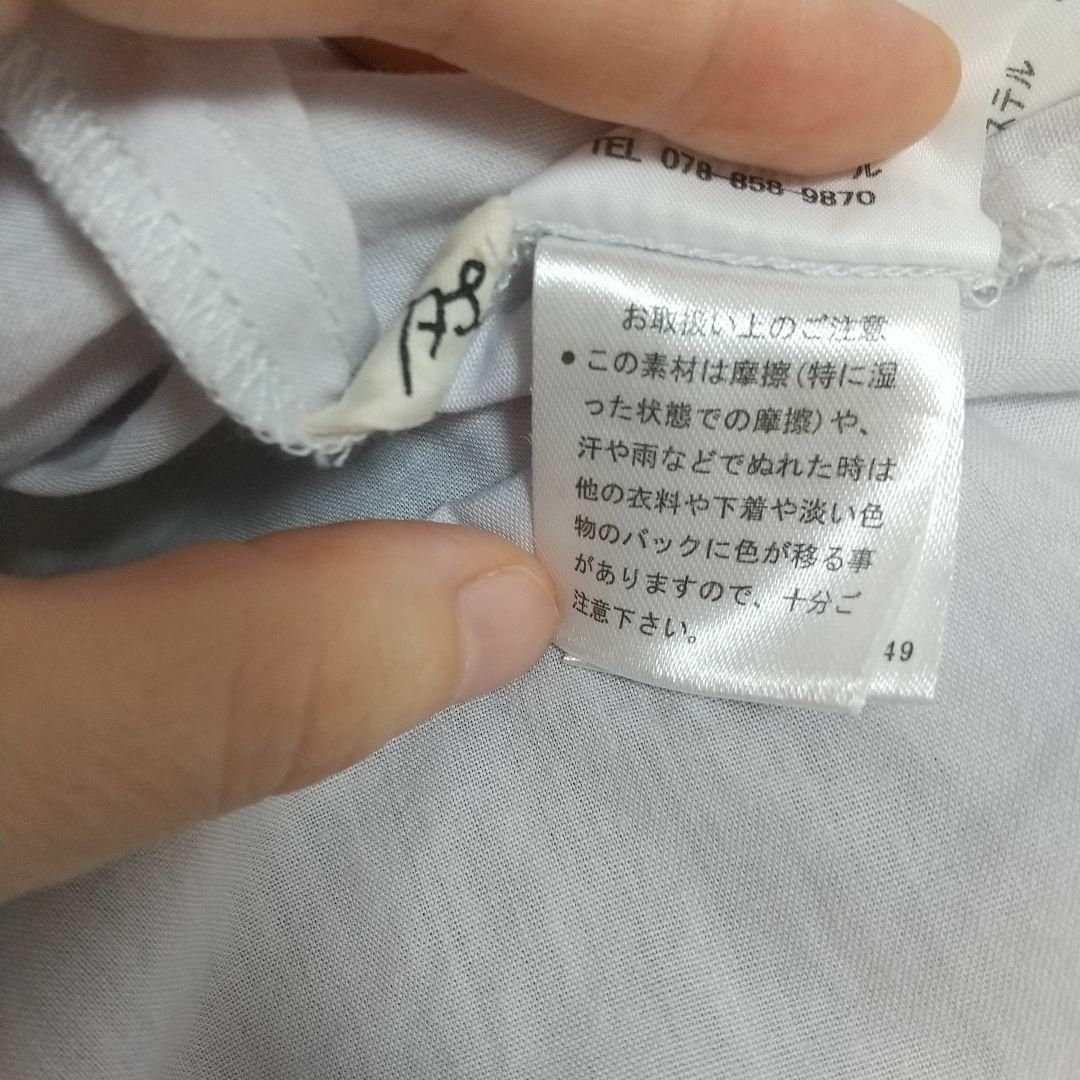 ステル
ル
TEL 078-858-9870
お取扱い上のご注意
● この素材は摩擦(特に湿
った状態での摩擦)や、
汗や雨などでぬれた時は
他の衣料や下着や淡い色
物のバックに色が移る事
がありますので、十分ご
注意下さい。
49